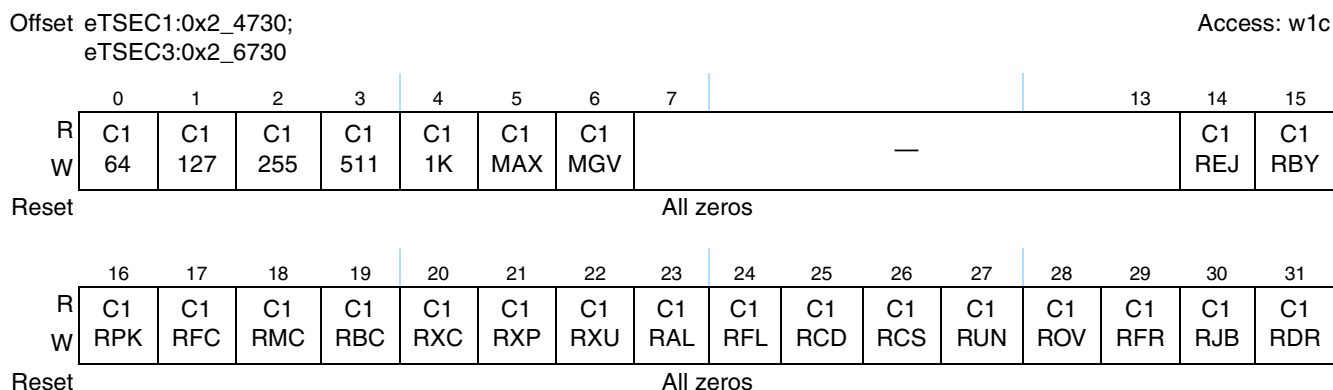 Offset eTSEC1:0x2_4730; Access: w1c
eTSEC3:0x2_6730
0 1 2 3 4 5 6 7 13 14 15
R C1 C1 C1 C1 C1 C1 C1 — C1 C1
W 64 127 255 511 1K MAX MGV REJ RBY
Reset All zeros
16 17 18 19 20 21 22 23 24 25 26 27 28 29 30 31
R C1 C1 C1 C1 C1 C1 C1 C1 C1 C1 C1 C1 C1 C1 C1 C1
W RPK RFC RMC RBC RXC RXP RXU RAL RFL RCD RCS RUN ROV RFR RJB RDR
Reset All zeros